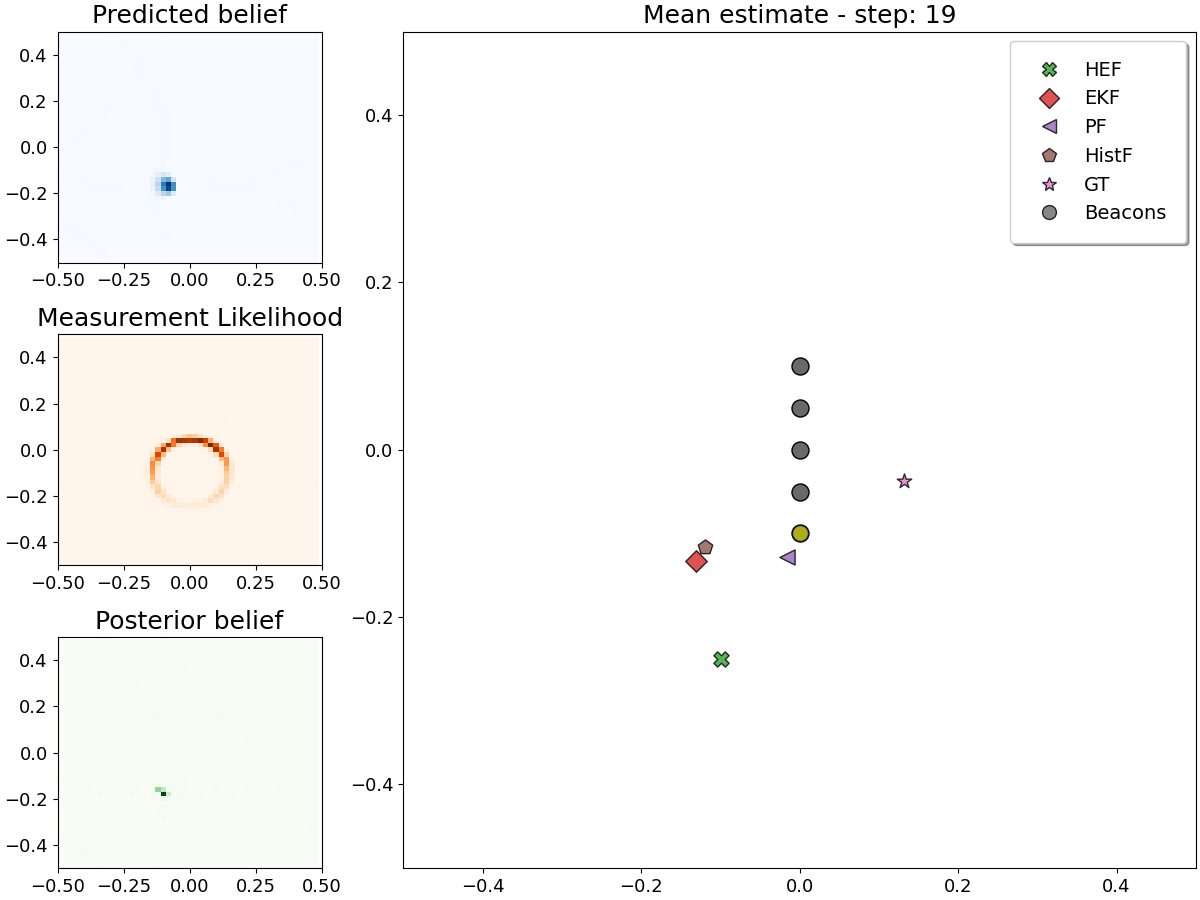 Predicted belief
0.4
0.2
0.0
−0.2
−0.4
−0.50 −0.25 0.00 0.25 0.50
Measurement Likelihood
0.4
0.2
0.0
−0.2
−0.4
−0.50 −0.25 0.00 0.25 0.50
Posterior belief
0.4
0.2
0.0
−0.2
−0.4
−0.50 −0.25 0.00 0.25 0.50
Mean estimate - step: 19
HEF
EKF
PF
HistF
GT
Beacons
0.4
0.2
0.0
−0.2
−0.4
−0.4 −0.2 0.0 0.2 0.4